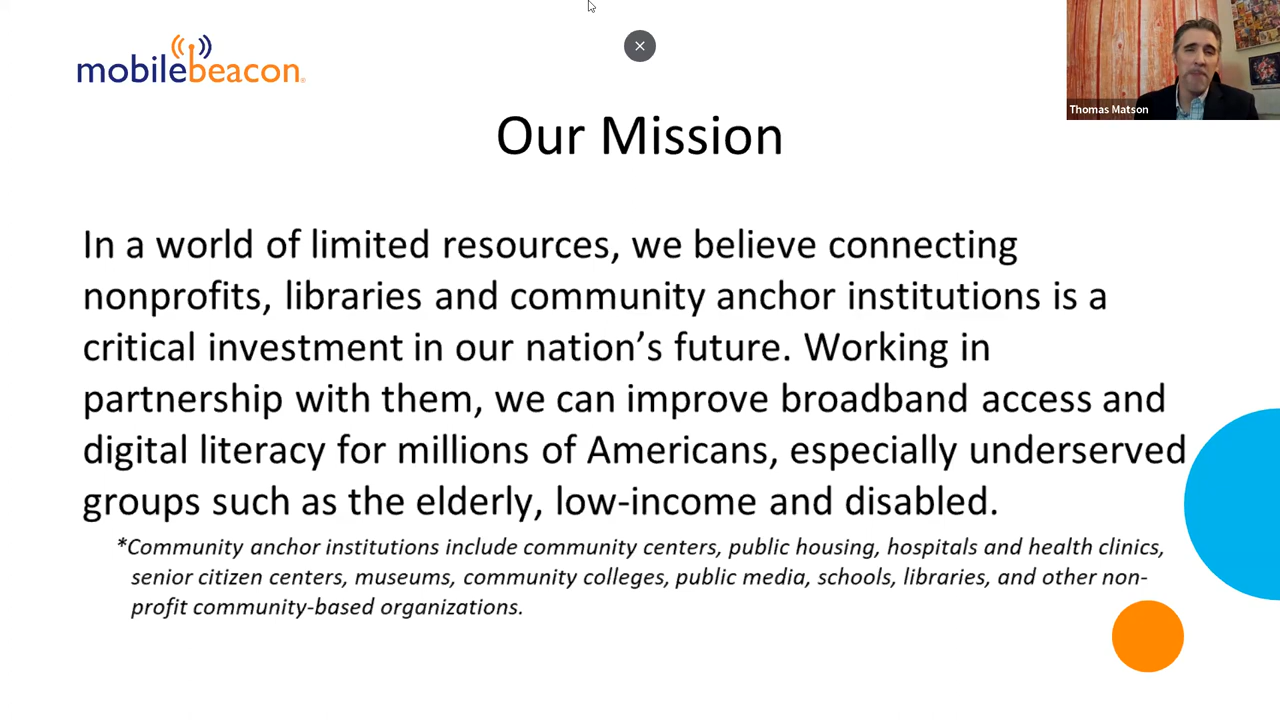 mobilebeacon
Thomas Matson
Our Mission
In a world of limited resources, we believe connecting
nonprofits, libraries and community anchor institutions is a
critical investment in our nation’s future. Working in
partnership with them, we can improve broadband access and
digital literacy for millions of Americans, especially underserved
groups such as the elderly, low-income and disabled.
*Community anchor institutions include community centers, public housing, hospitals and health clinics,
senior citizen centers, museums, community colleges, public media, schools, libraries, and other non-
profit community-based organizations.